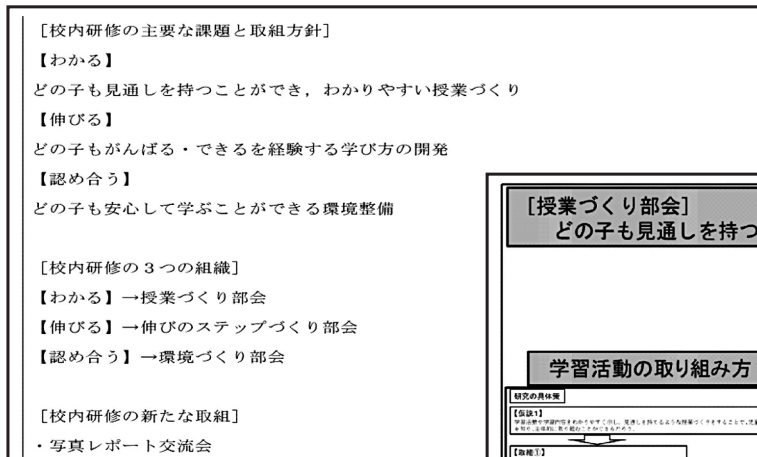 [校内研修の主要な課題と取組方針]
【わかる】
どの子も見通しを持つことができ，わかりやすい授業づくり
【伸びる】
どの子もがんばる・できるを経験する学び方の開発
【認め合う】
どの子も安心して学ぶことができる環境整備
[校内研修の３つの組織]
【わかる】→授業づくり部会
【伸びる】→伸びのステップづくり部会
【認め合う】→環境づくり部会
[校内研修の新たな取組]
・写真レポート交流会
[授業づくり部会]
どの子も見通しを持つ
学習活動の取り組み方
研究の具体策
【仮説1】
【取組①】